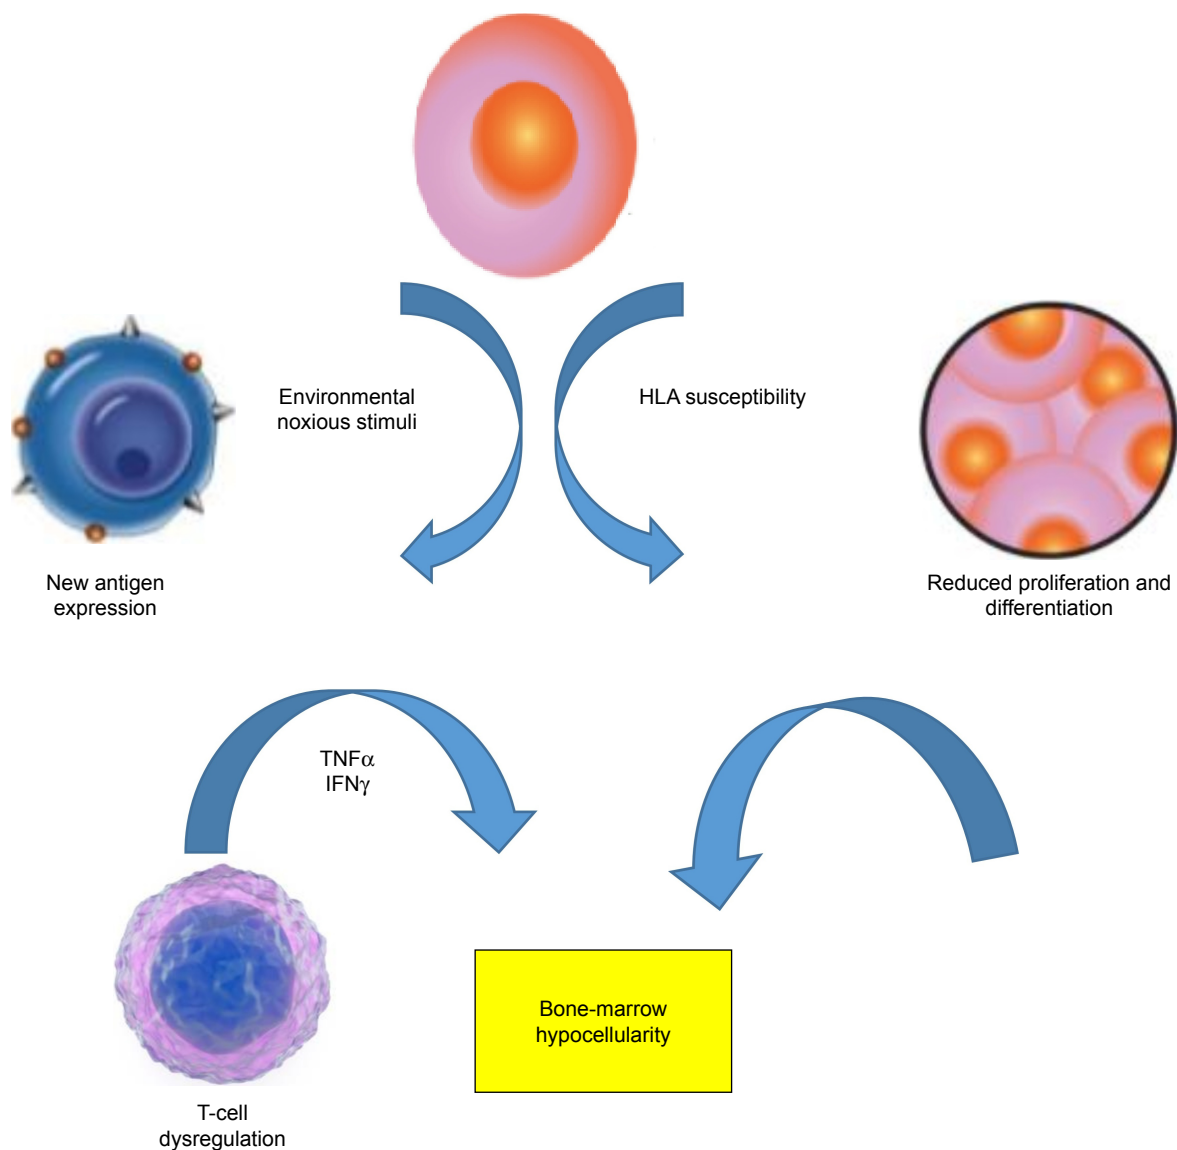 Environmental
noxious stimuli
HLA susceptibility
New antigen
expression
Reduced proliferation and
differentiation
TNFα
IFNγ
Bone-marrow
hypocellularity
T-cell
dysregulation